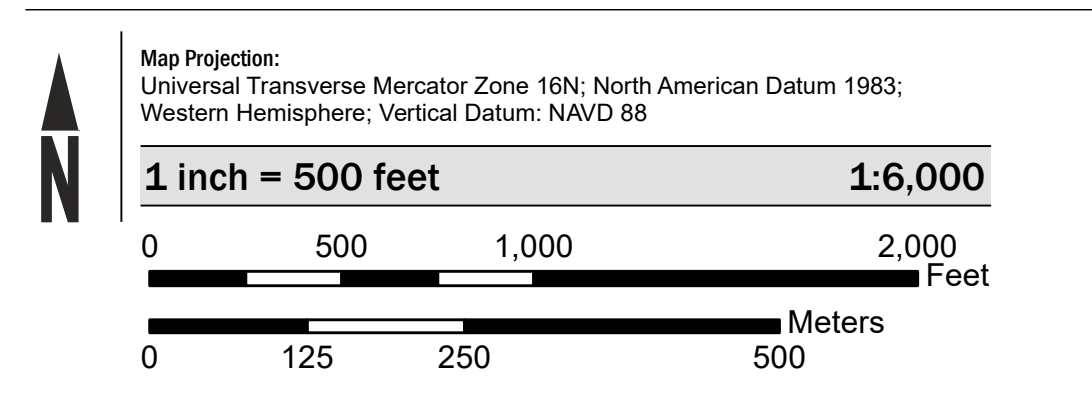 Map Projection:
Universal Transverse Mercator Zone 16N; North American Datum 1983;
Western Hemisphere; Vertical Datum: NAVD 88
N
1 inch = 500 feet 1:6,000
0 500 1,000 2,000
Feet
Meters
0 125 250 500